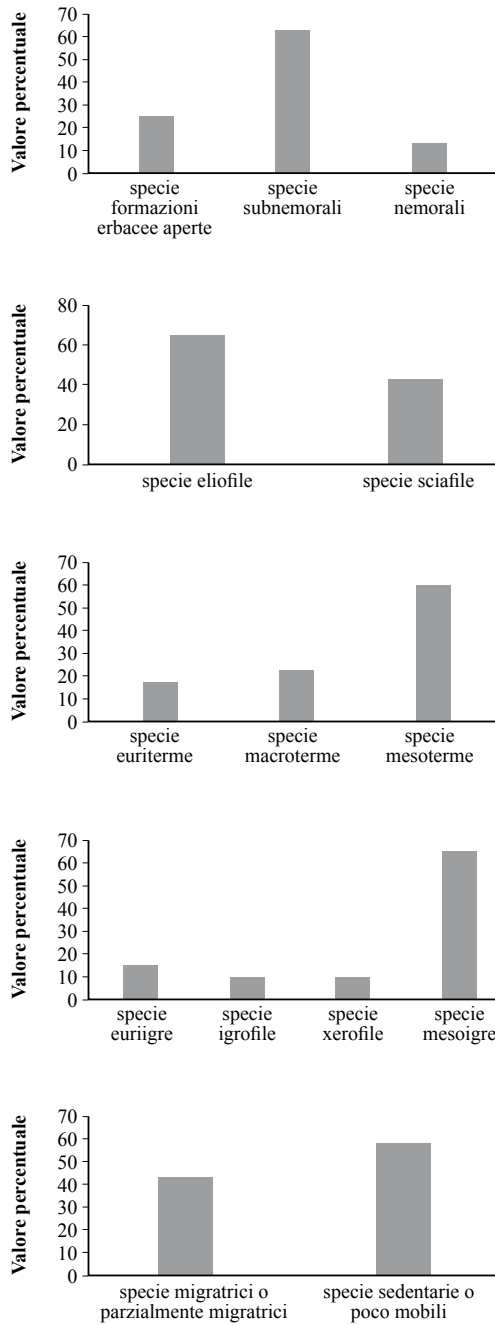 Valore percentuale
70
60
50
40
30
20
10
0
specie formazioni erbacee aperte
specie subnemorali
specie nemorali
Valore percentuale
80
60
40
20
0
specie eliofile
specie sciafile
Valore percentuale
70
60
50
40
30
20
10
0
specie euriterme
specie macroterme
specie mesoterme
Valore percentuale
70
60
50
40
30
20
10
0
specie euriigre
specie igrofile
specie xerofile
specie mesoigre
Valore percentuale
70
60
50
40
30
20
10
0
specie migratrici o parzialmente migratrici
specie sedentarie o poco mobili